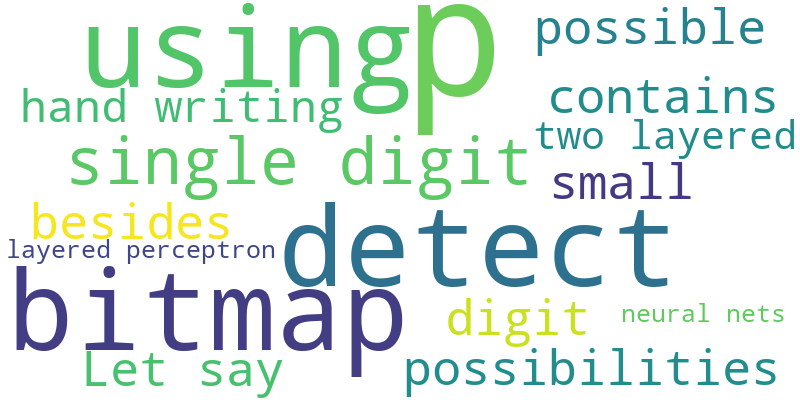 using
p
possible
hand writing
contains
two layered
single digit
small
besides
detect
layered perceptron
bitmap
digit
neural nets
Let say
possibilities